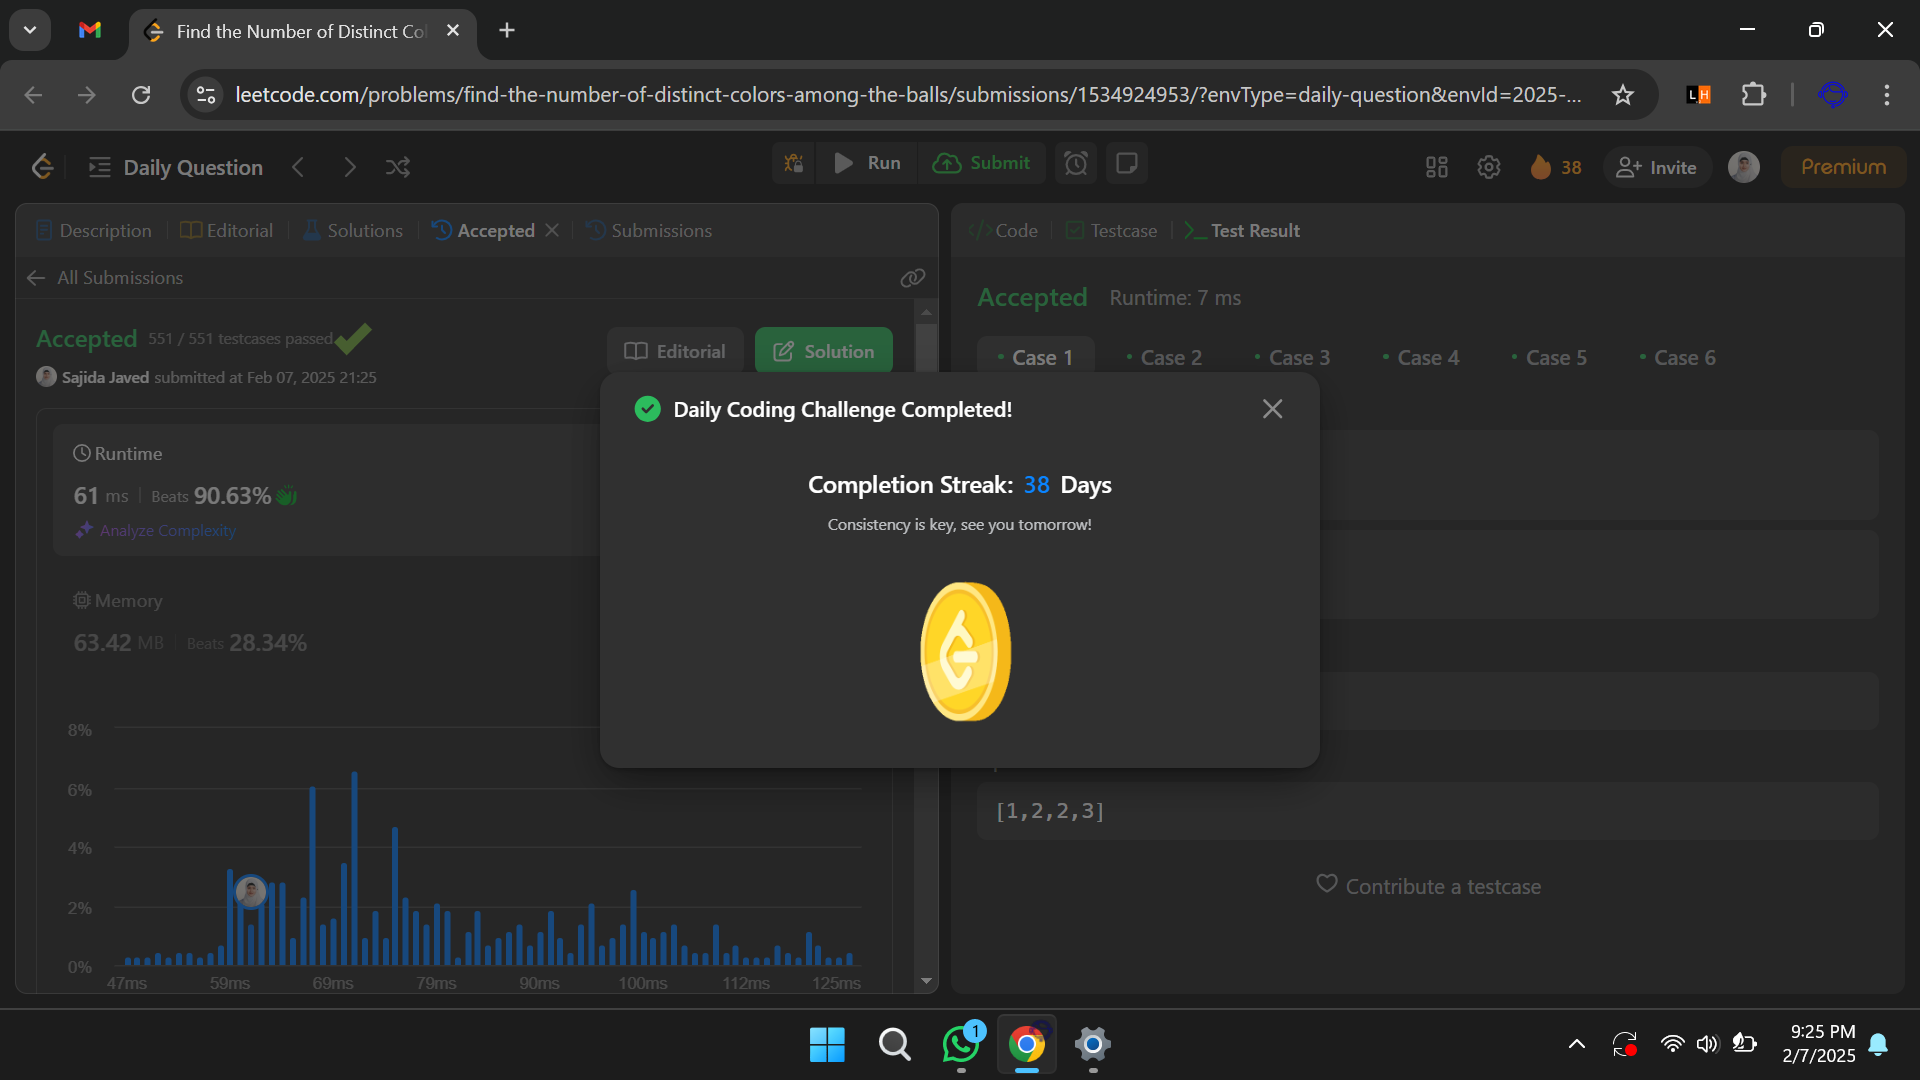 Find the Number of Distinct Co
leetcode.com/problems/find-the-number-of-distinct-colors-among-the-balls/submissions/1534924953/?envType=daily-question&envId=2025-...
LH
Daily Question
Run
Submit
38
Invite
Premium
Description
Editorial
Solutions
Accepted
Submissions
</> Code
Testcase
Test Result
All Submissions
Accepted 551 / 551 testcases passed
Editorial
Solution
Sajida Javed submitted at Feb 07, 2025 21:25
Accepted Runtime: 7 ms
Case 1
Case 2
Case 3
Case 4
Case 5
Case 6
Daily Coding Challenge Completed!
Completion Streak: 38 Days
Consistency is key, see you tomorrow!
Runtime
61 ms Beats 90.63%
Analyze Complexity
Memory
63.42 MB Beats 28.34%
8%
6%
4%
2%
0%
47ms 59ms 69ms 79ms 90ms 100ms 112ms 125ms
[1,2,2,3]
Contribute a testcase
1
9:25 PM
2/7/2025